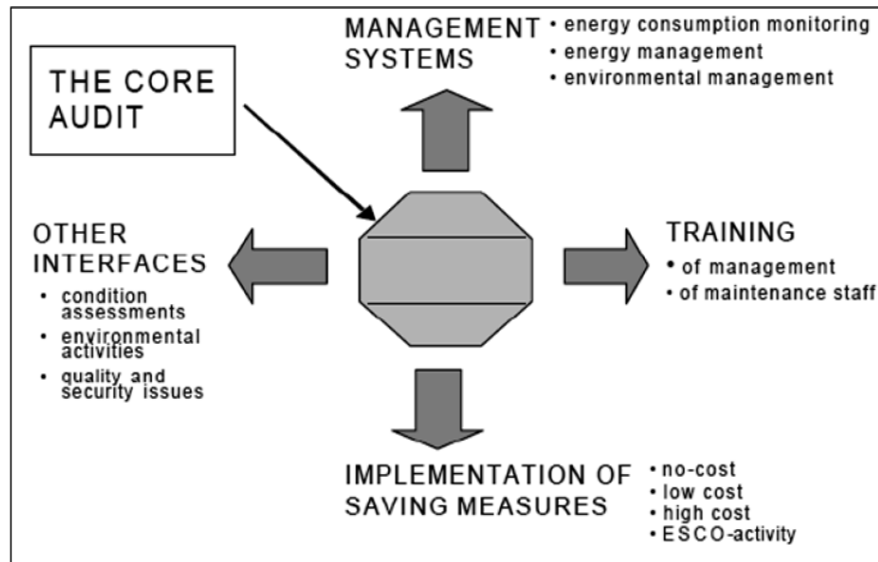 MANAGEMENT
SYSTEMS
• energy consumption monitoring
• energy management
• environmental management
THE CORE
AUDIT
OTHER
INTERFACES
• condition
assessments
• environmental
activities
• quality and
security issues
TRAINING
• of management
• of maintenance staff
IMPLEMENTATION OF
SAVING MEASURES
• no-cost
• low cost
• high cost
• ESCO-activity